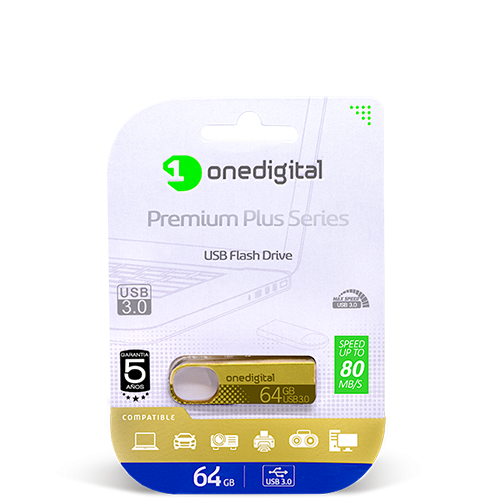 1 onedigital
Premium Plus Series
USB Flash Drive
USB
3.0
MAX SPEED
USB 3.0
SPEED
UP TO
80
MB/S
GARANTIA
5
AÑOS
onedigital
64 GB
USB3.0
COMPATIBLE
64 GB
USB 3.0